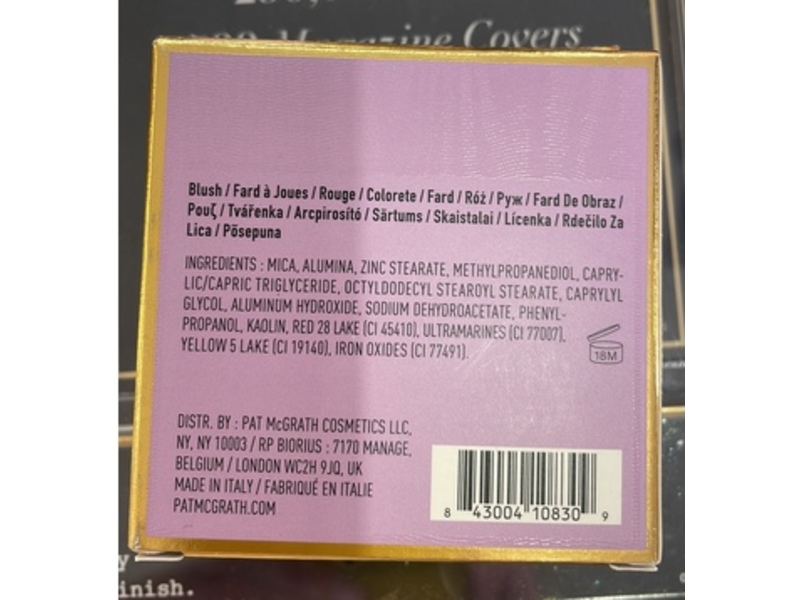 Magazine Covers
Blush / Fard à Joues / Rouge / Colorete / Fard / Róż / Руж / Fard De Obraz /
Ρουζ / Tvářenka / Arcpirosító / Sārtums / Skaistalai / Lícenka / Rdečilo Za
Lica / Põsepuna
INGREDIENTS : MICA, ALUMINA, ZINC STEARATE, METHYLPROPANEDIOL, CAPRY-
LIC/CAPRIC TRIGLYCERIDE, OCTYLDODECYL STEAROYL STEARATE, CAPRYLYL
GLYCOL, ALUMINUM HYDROXIDE, SODIUM DEHYDROACETATE, PHENYL-
PROPANOL, KAOLIN, RED 28 LAKE (CI 45410), ULTRAMARINES (CI 77007),
YELLOW 5 LAKE (CI 19140), IRON OXIDES (CI 77491).
18M
DISTR. BY : PAT McGRATH COSMETICS LLC,
NY, NY 10003 / RP BIORIUS : 7170 MANAGE,
BELGIUM / LONDON WC2H 9JQ, UK
MADE IN ITALY / FABRIQUÉ EN ITALIE
PATMCGRATH.COM
8 43004 10830 9
inish.